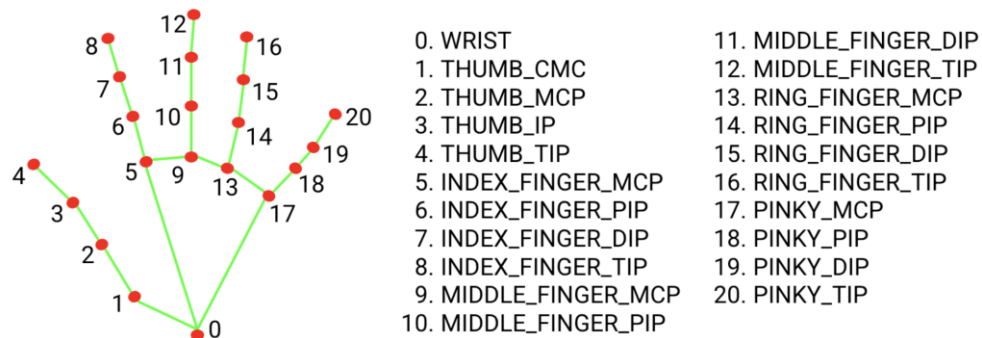 12
8
16
11
7
15
10
6
14
20
4
5
9
13
19
18
3
17
2
1
0
0. WRIST
1. THUMB_CMC
2. THUMB_MCP
3. THUMB_IP
4. THUMB_TIP
5. INDEX_FINGER_MCP
6. INDEX_FINGER_PIP
7. INDEX_FINGER_DIP
8. INDEX_FINGER_TIP
9. MIDDLE_FINGER_MCP
10. MIDDLE_FINGER_PIP
11. MIDDLE_FINGER_DIP
12. MIDDLE_FINGER_TIP
13. RING_FINGER_MCP
14. RING_FINGER_PIP
15. RING_FINGER_DIP
16. RING_FINGER_TIP
17. PINKY_MCP
18. PINKY_PIP
19. PINKY_DIP
20. PINKY_TIP